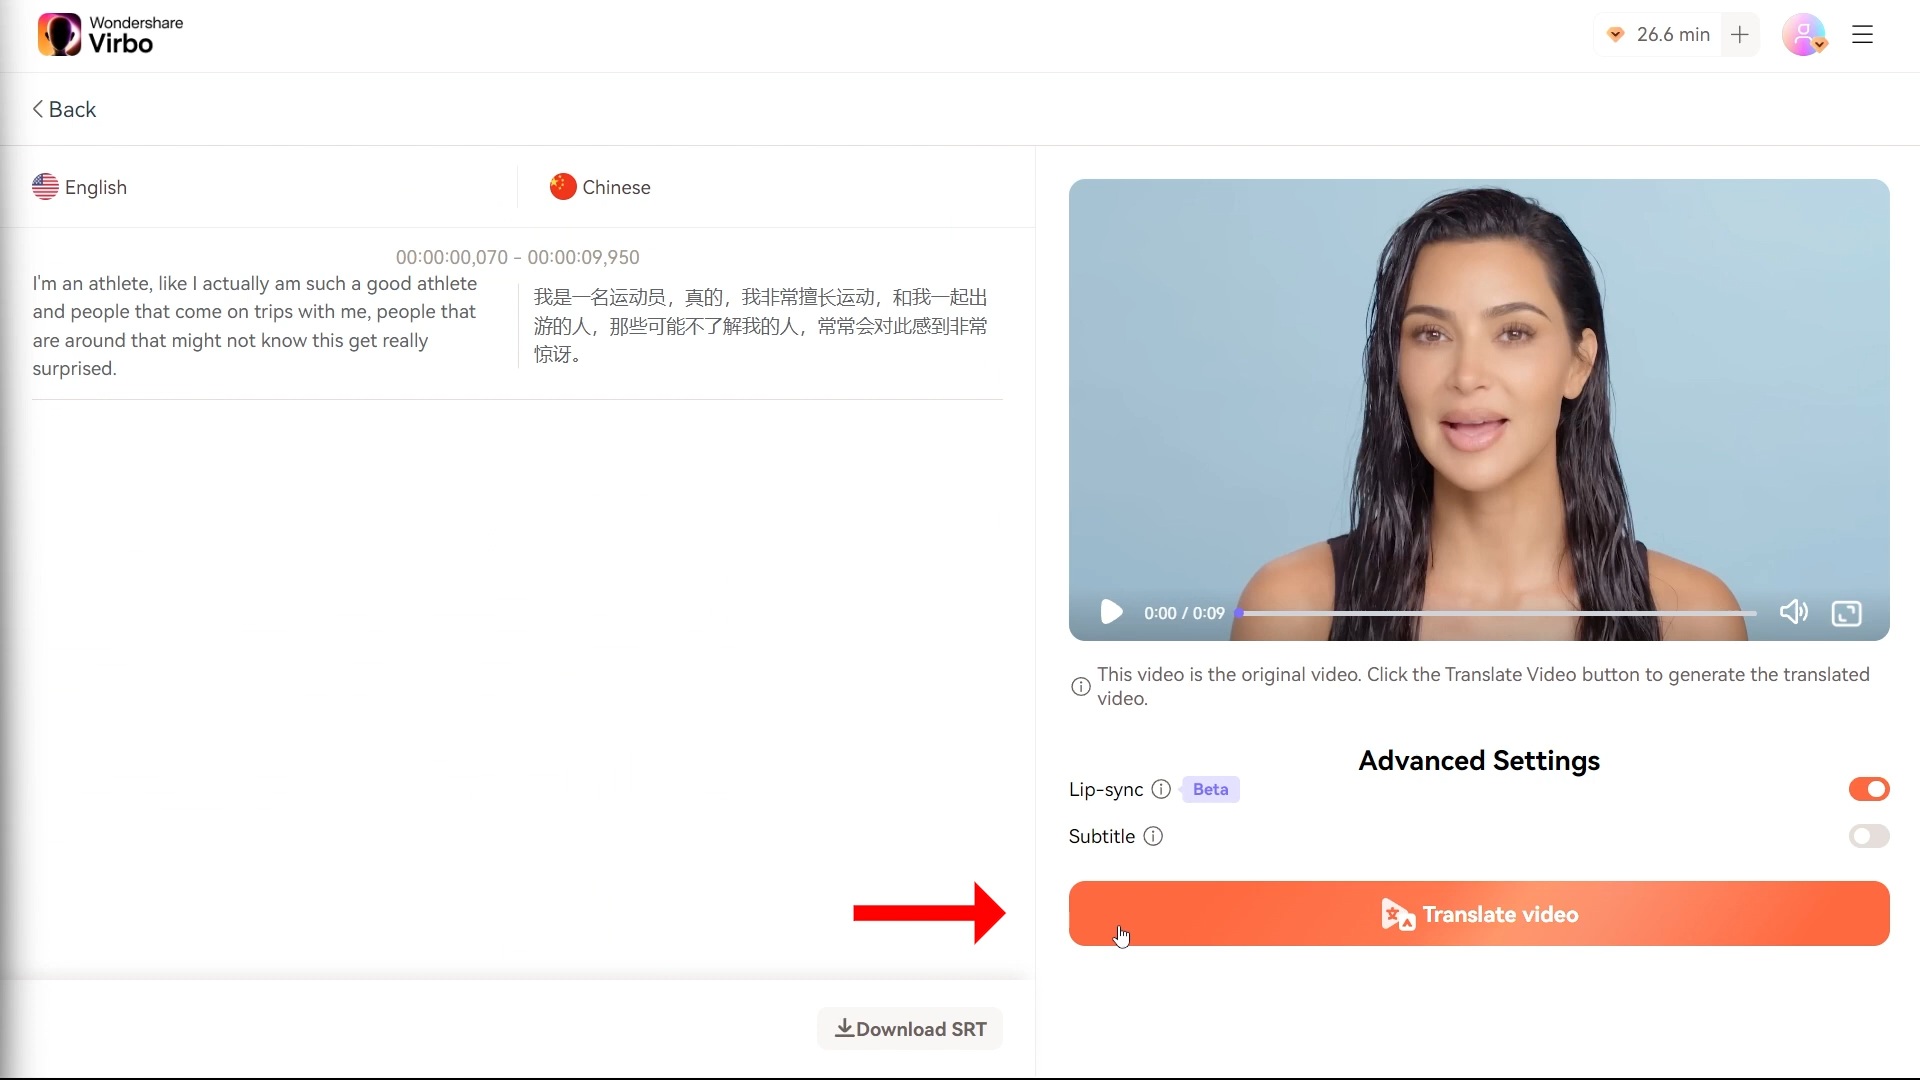 Wondershare
Virbo
26.6 min
Back
English
Chinese
00:00:00,070 - 00:00:09,950
I'm an athlete, like I actually am such a good athlete
and people that come on trips with me, people that
are around that might not know this get really
surprised.
我是一名运动员，真的，我非常擅长运动，和我一起出
游的人，那些可能不了解我的人，常常会对此感到非常
惊讶。
0:00 / 0:09
This video is the original video. Click the Translate Video button to generate the translated
video.
Advanced Settings
Lip-sync
Beta
Subtitle
Translate video
Download SRT